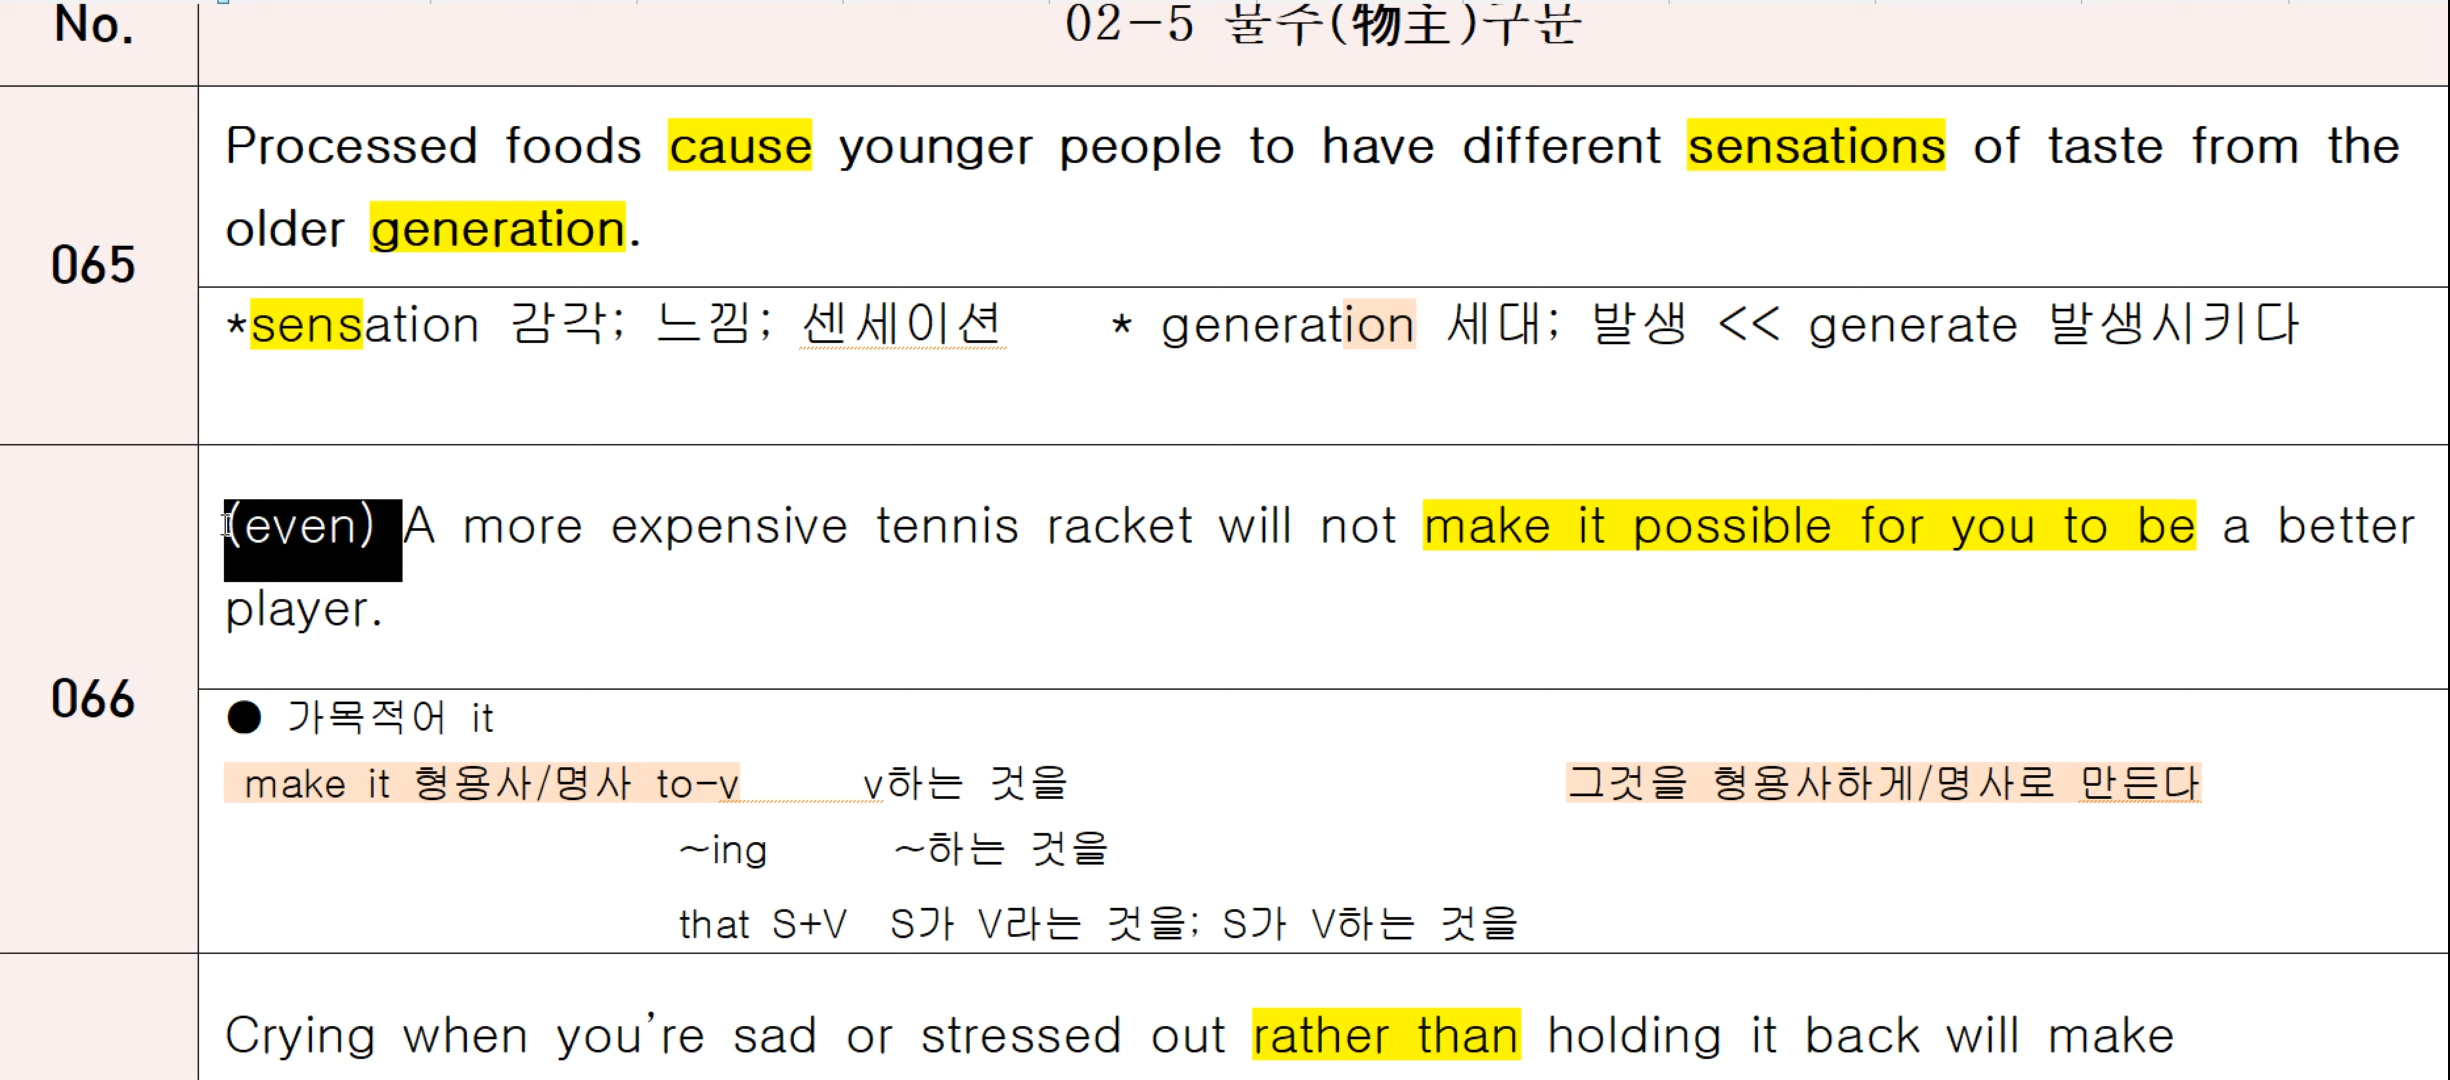 No.
02-5 물주(物主)구문
Processed foods cause younger people to have different sensations of taste from the
older generation.
065
*sensation 감각; 느낌; 센세이션 * generation 세대; 발생 << generate 발생시키다
(even) A more expensive tennis racket will not make it possible for you to be a better
player.
066
● 가목적어 it
make it 형용사/명사 to-v v하는 것을 그것을 형용사하게/명사로 만든다
~ing ~하는 것을
that S+V S가 V라는 것을; S가 V하는 것을
Crying when you're sad or stressed out rather than holding it back will make